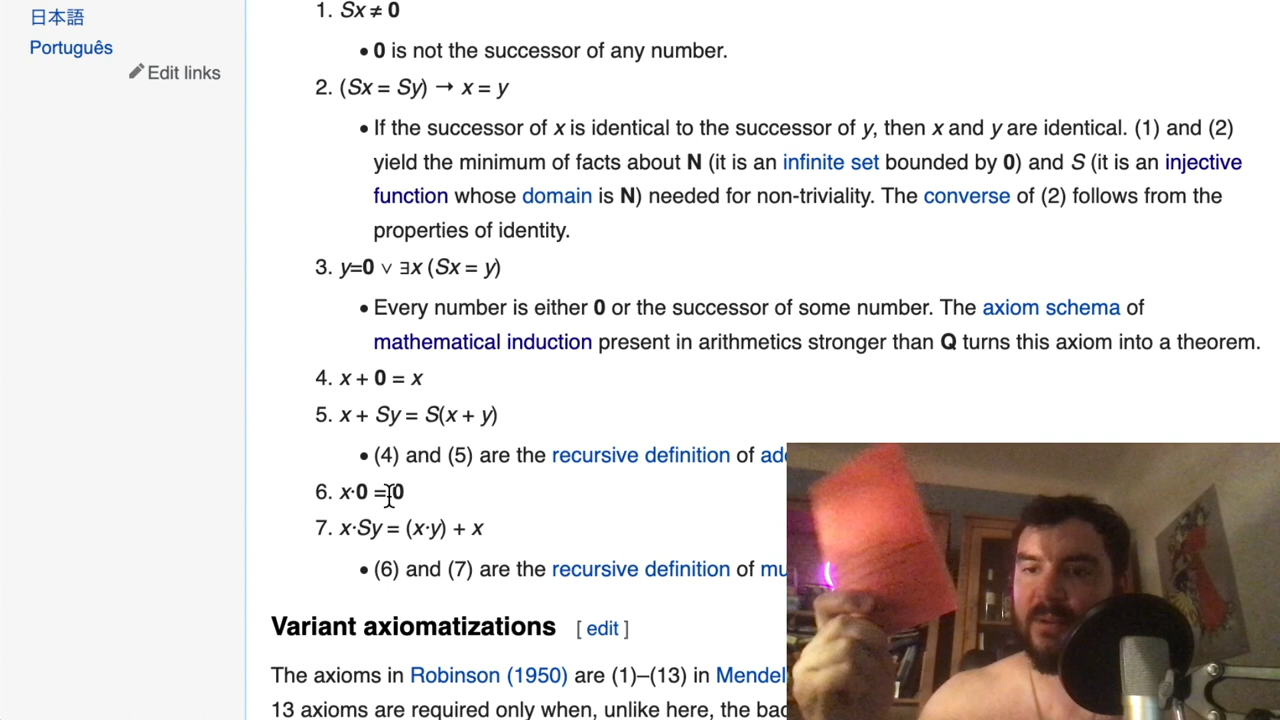 日本語
Português
Edit links
1. Sx ≠ 0
• 0 is not the successor of any number.
2. (Sx = Sy) → x = y
• If the successor of x is identical to the successor of y, then x and y are identical. (1) and (2)
yield the minimum of facts about N (it is an infinite set bounded by 0) and S (it is an injective
function whose domain is N) needed for non-triviality. The converse of (2) follows from the
properties of identity.
3. y=0 ∨ ∃x (Sx = y)
• Every number is either 0 or the successor of some number. The axiom schema of
mathematical induction present in arithmetics stronger than Q turns this axiom into a theorem.
4. x + 0 = x
5. x + Sy = S(x + y)
• (4) and (5) are the recursive definition of
6. x·0 = 0
7. x·Sy = (x·y) + x
• (6) and (7) are the recursive definition of
Variant axiomatizations [ edit ]
The axioms in Robinson (1950) are (1)–(13) in Mendel
13 axioms are required only when, unlike here, the